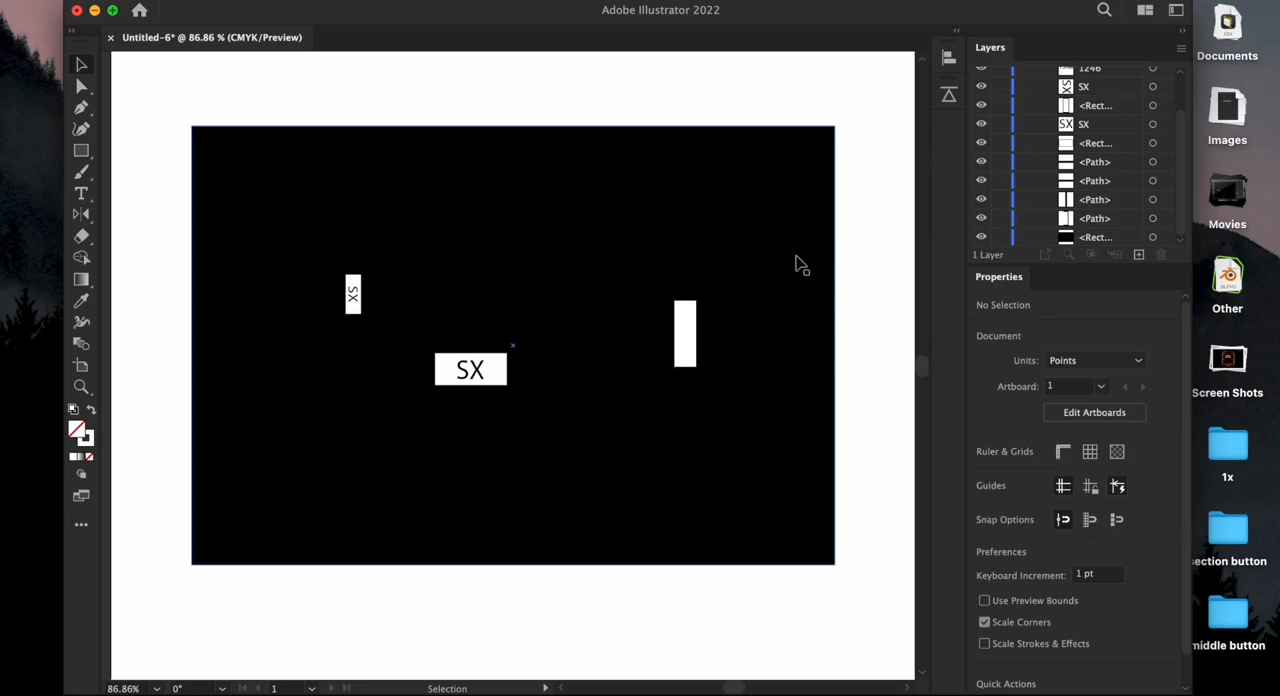 Adobe Illustrator 2022
Untitled-6* @ 86.86 % (CMYK/Preview)
Layers
1246
SX
<Rect...
SX
<Rect...
<Path>
<Path>
<Path>
<Path>
<Rect...
1 Layer
Properties
No Selection
Document
Units: Points
Artboard: 1
Edit Artboards
Ruler & Grids
Guides
Snap Options
Preferences
Keyboard Increment: 1 pt
Use Preview Bounds
Scale Corners
Scale Strokes & Effects
Quick Actions
SX
SX
86.86%
0°
1
Selection
Documents
Images
Movies
Other
Screen Shots
1x
section button
middle button